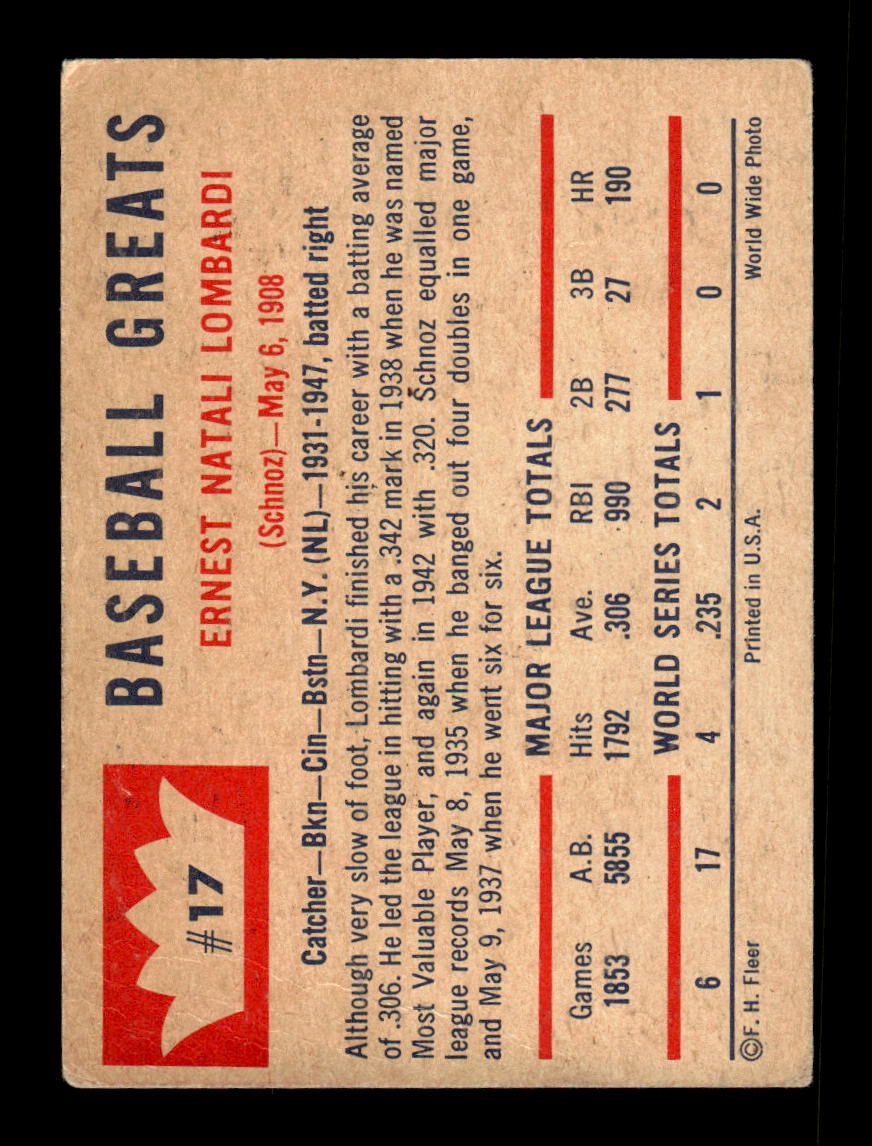 #17
BASEBALL GREATS
ERNEST NATALI LOMBARDI
(Schnoz)—May 6, 1908
Catcher—Bkn—Cin—Bstn—N.Y. (NL)—1931-1947, batted right
Although very slow of foot, Lombardi finished his career with a batting average
of .306. He led the league in hitting with a .342 mark in 1938 when he was named
Most Valuable Player, and again in 1942 with .320. Schnoz equalled major
league records May 8, 1935 when he banged out four doubles in one game,
and May 9, 1937 when he went six for six.
MAJOR LEAGUE TOTALS
Games A.B. Hits Ave. RBI 2B 3B HR
1853 5855 1792 .306 990 277 27 190
WORLD SERIES TOTALS
6 17 4 .235 2 1 0 0
©F. H. Fleer Printed in U.S.A. World Wide Photo